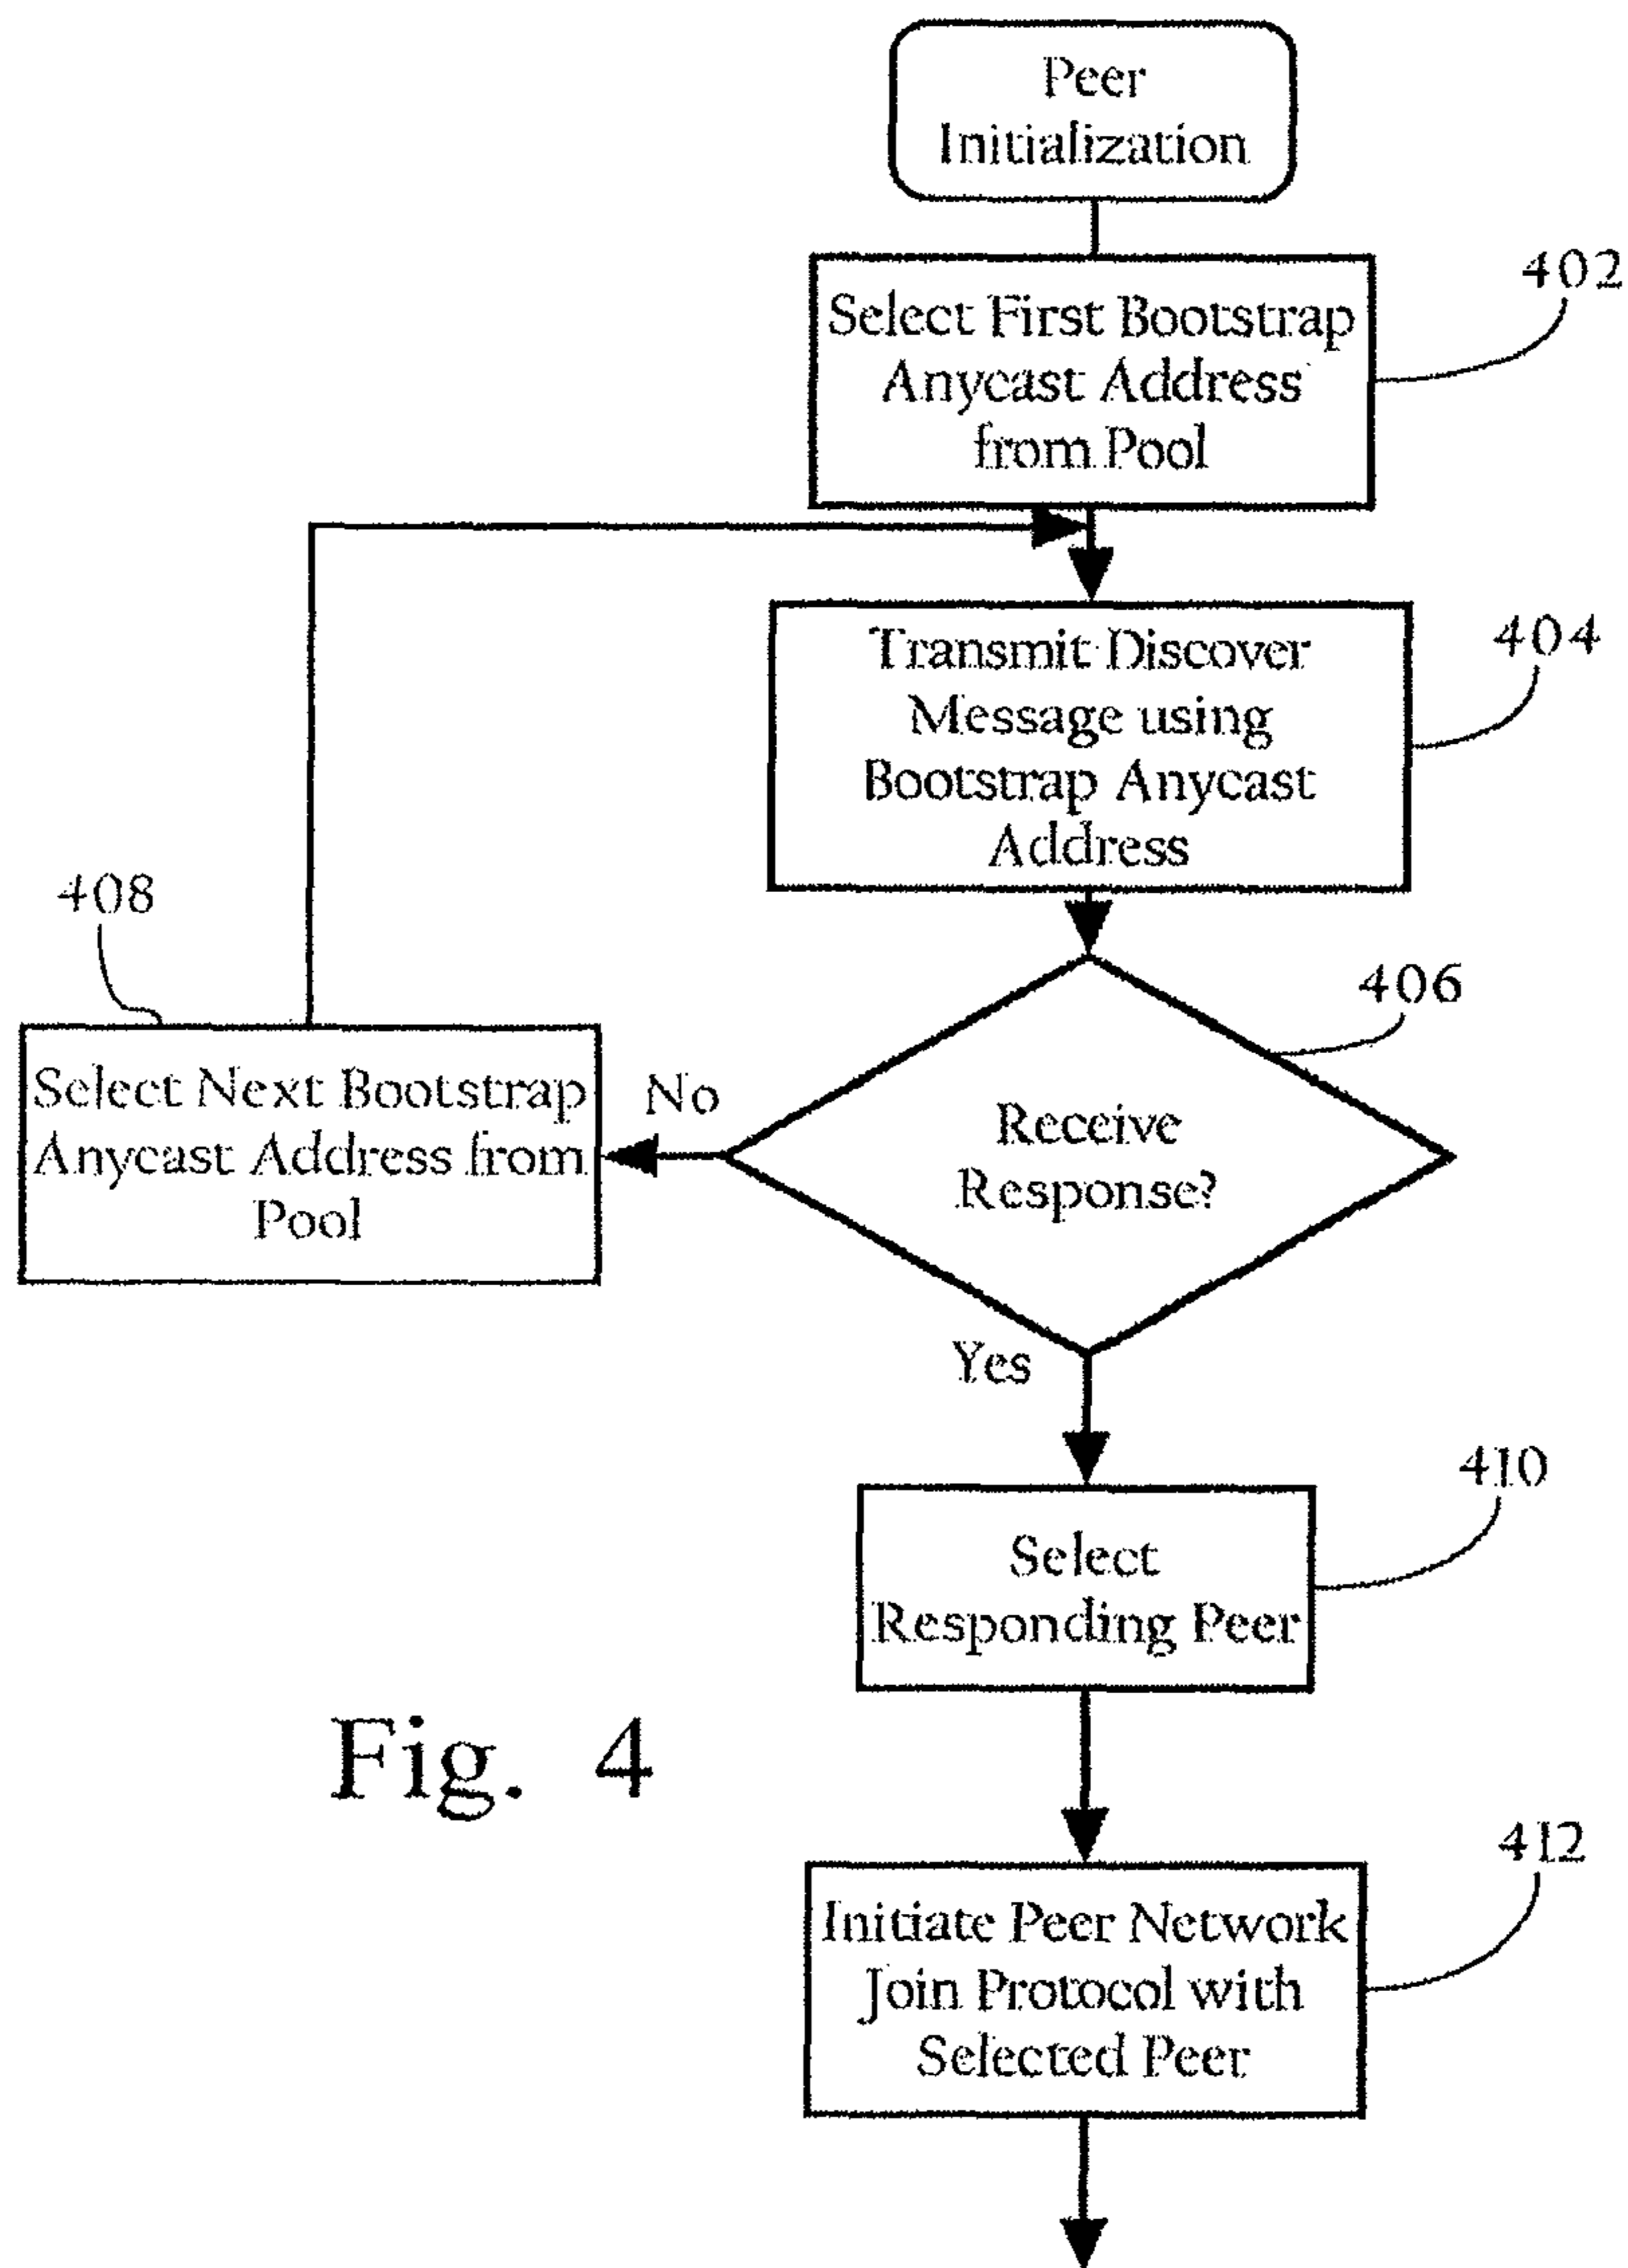 Peer
Initialization
402
Select First Bootstrap
Anycast Address
from Pool
404
Transmit Discover
Message using
Bootstrap Anycast
Address
408
406
Select Next Bootstrap
Anycast Address from
Pool
No
Receive
Response?
Yes
410
Select
Responding Peer
Fig. 4
412
Initiate Peer Network
Join Protocol with
Selected Peer